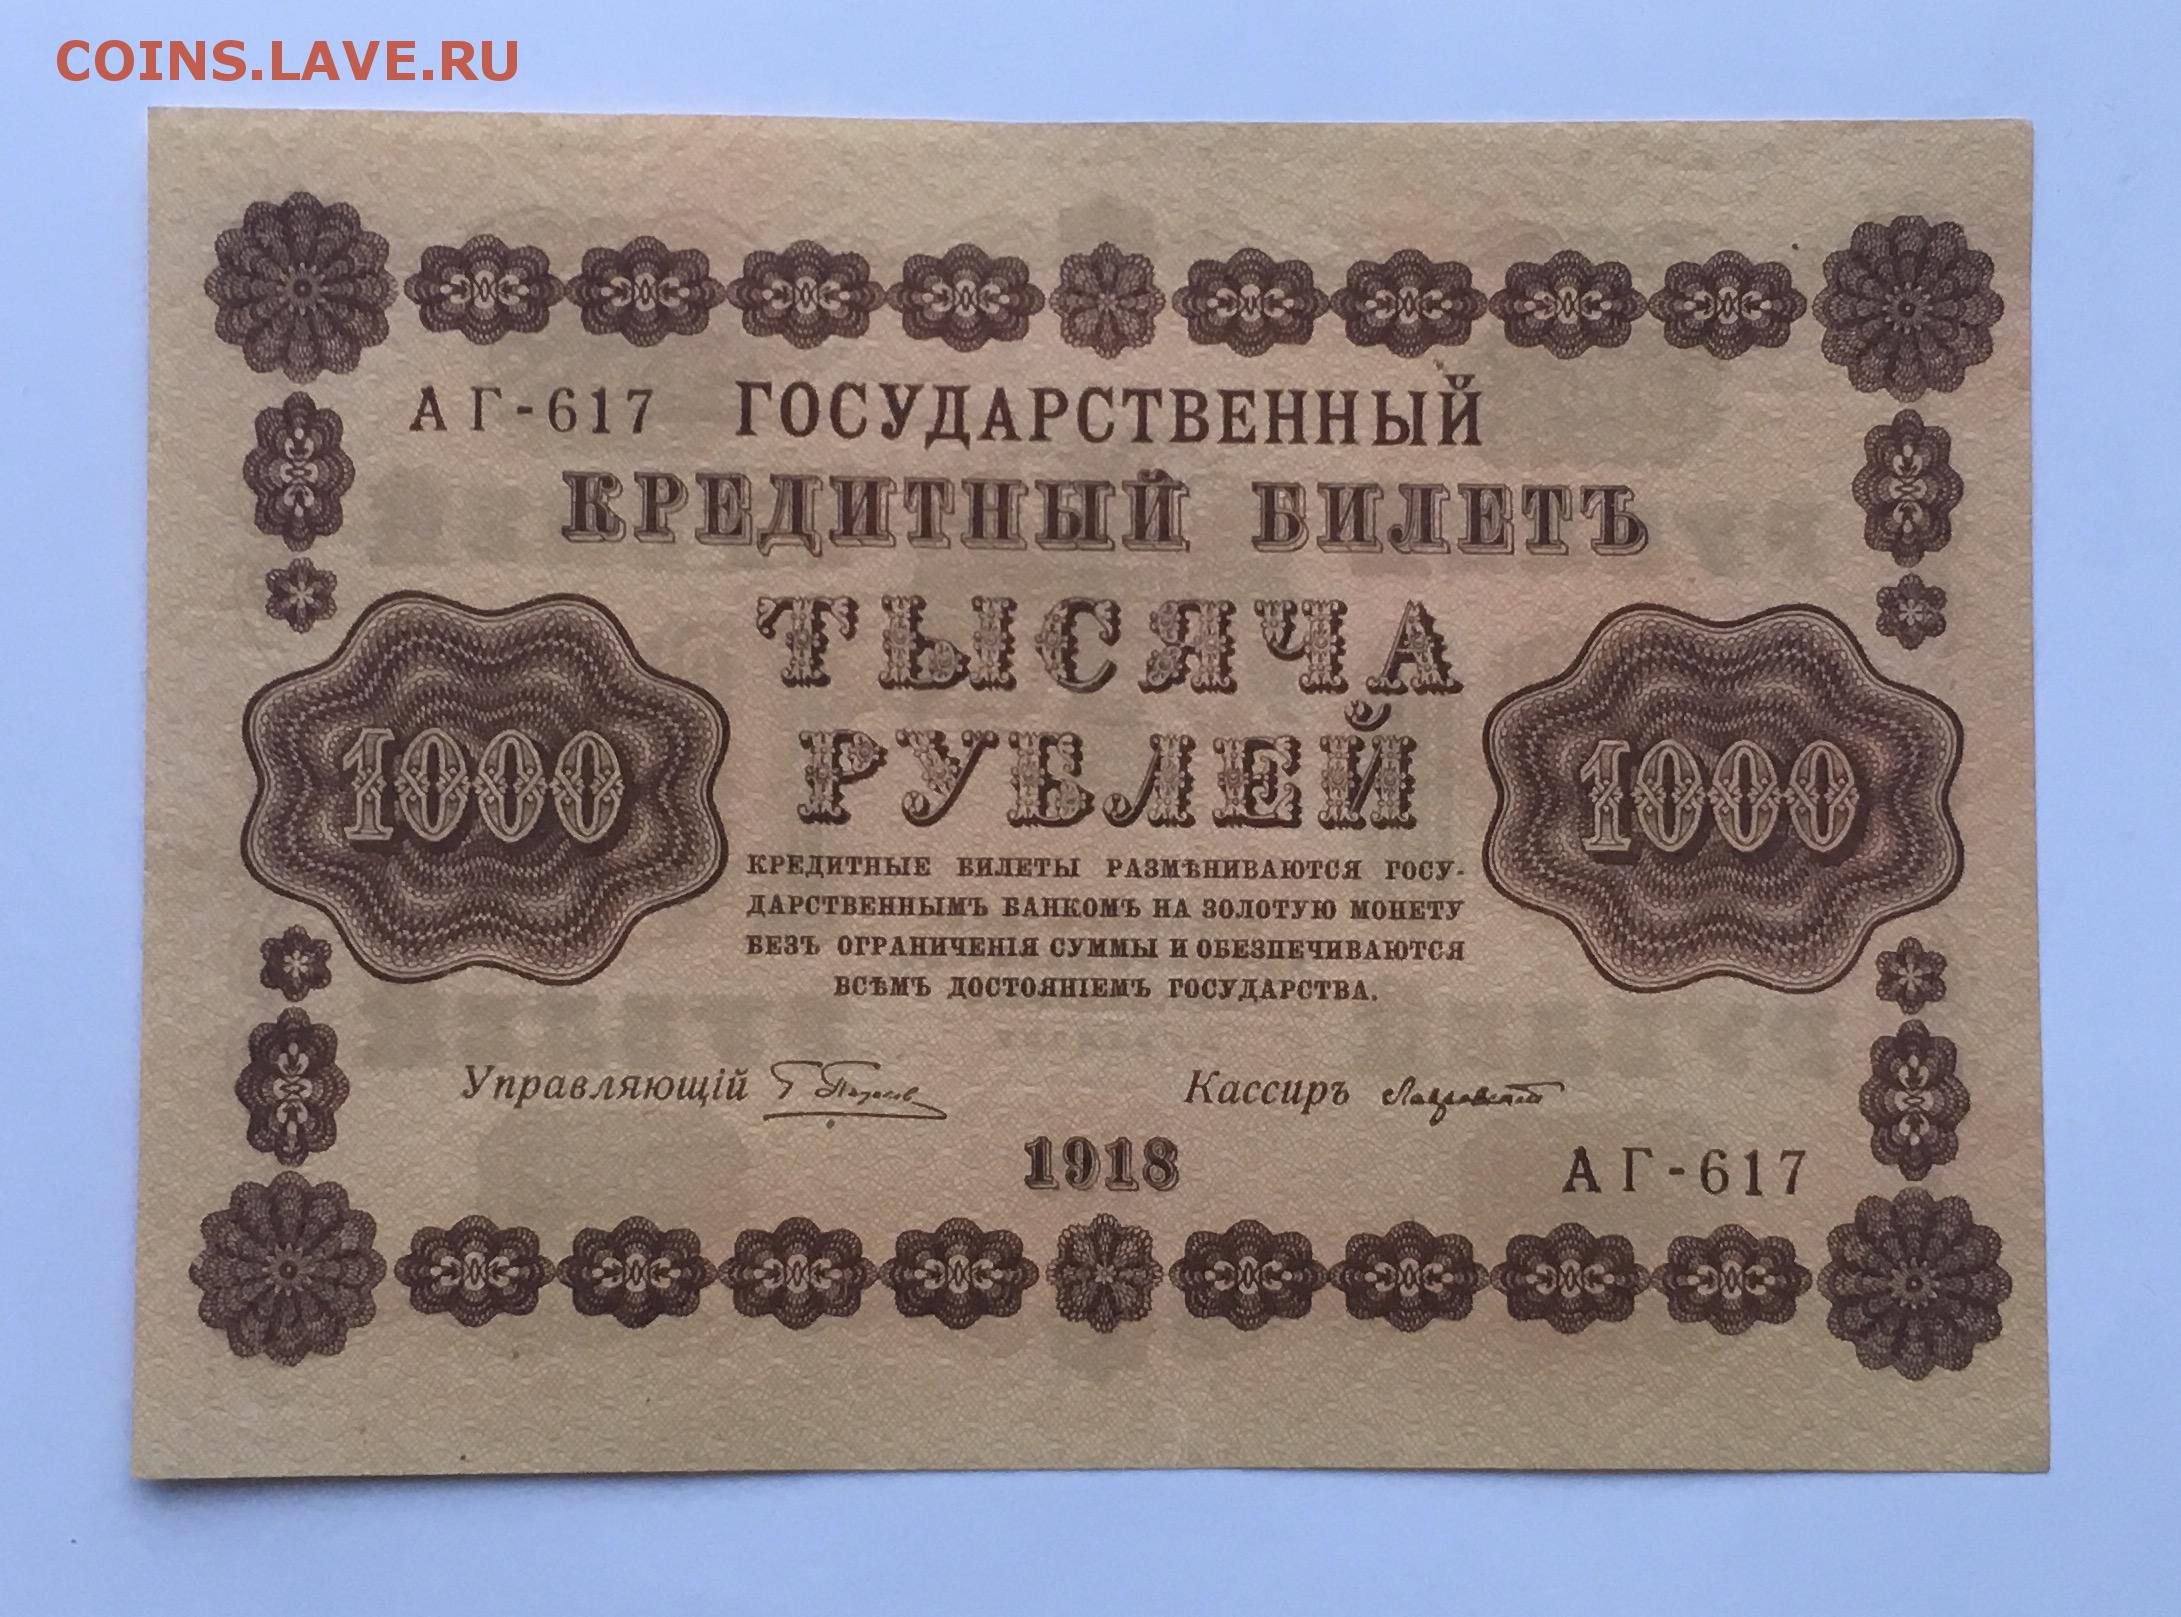 COINS.LAVE.RU
АГ-617 ГОСУДАРСТВЕННЫЙ
КРЕДИТНЫЙ БИЛЕТЪ
ТЫСЯЧА
РУБЛЕЙ
1000
1000
КРЕДИТНЫЕ БИЛЕТЫ РАЗМѢНИВАЮТСЯ ГОСУ-
ДАРСТВЕННЫМЪ БАНКОМЪ НА ЗОЛОТУЮ МОНЕТУ
БЕЗЪ ОГРАНИЧЕНІЯ СУММЫ И ОБЕЗПЕЧИВАЮТСЯ
ВСѢМЪ ДОСТОЯНІЕМЪ ГОСУДАРСТВА.
Управляющій Кассиръ
1918
АГ-617